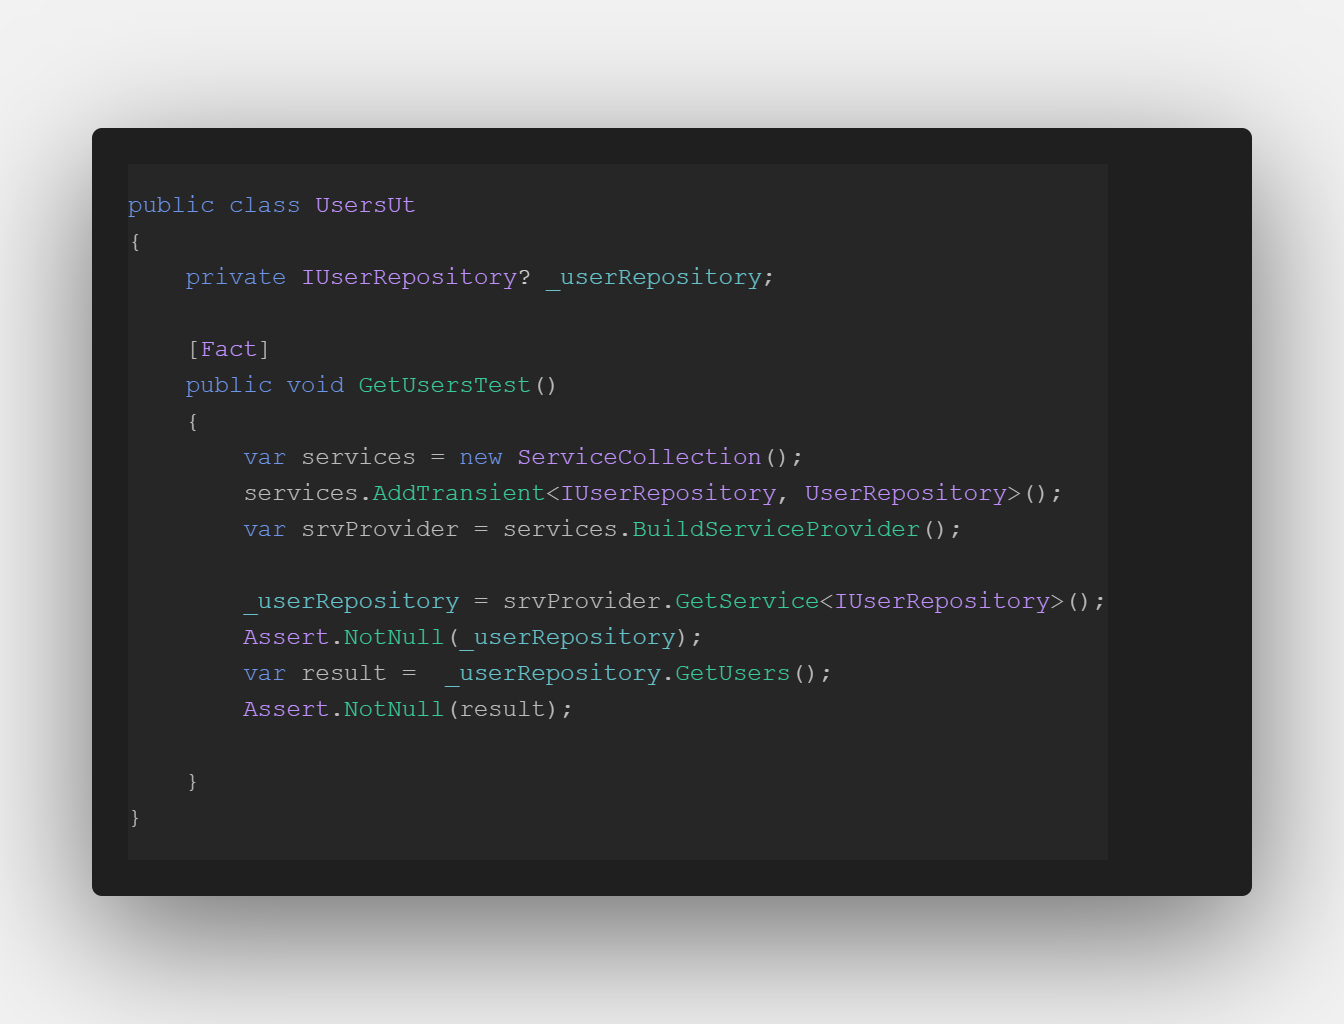 public class UsersUt
{
    private IUserRepository? _userRepository;

    [Fact]
    public void GetUsersTest()
    {
        var services = new ServiceCollection();
        services.AddTransient<IUserRepository, UserRepository>();
        var srvProvider = services.BuildServiceProvider();

        _userRepository = srvProvider.GetService<IUserRepository>();
        Assert.NotNull(_userRepository);
        var result =  _userRepository.GetUsers();
        Assert.NotNull(result);

    }
}